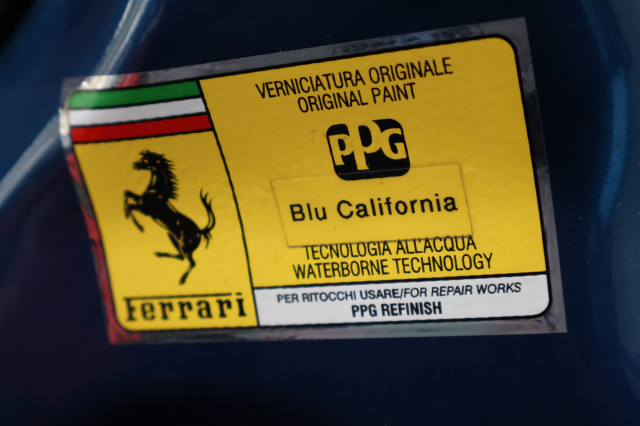 VERNICIATURA ORIGINALE
ORIGINAL PAINT
PPG
Blu California
TECNOLOGIA ALL'ACQUA
WATERBORNE TECHNOLOGY
Ferrari
PER RITOCCHI USARE/FOR REPAIR WORKS
PPG REFINISH